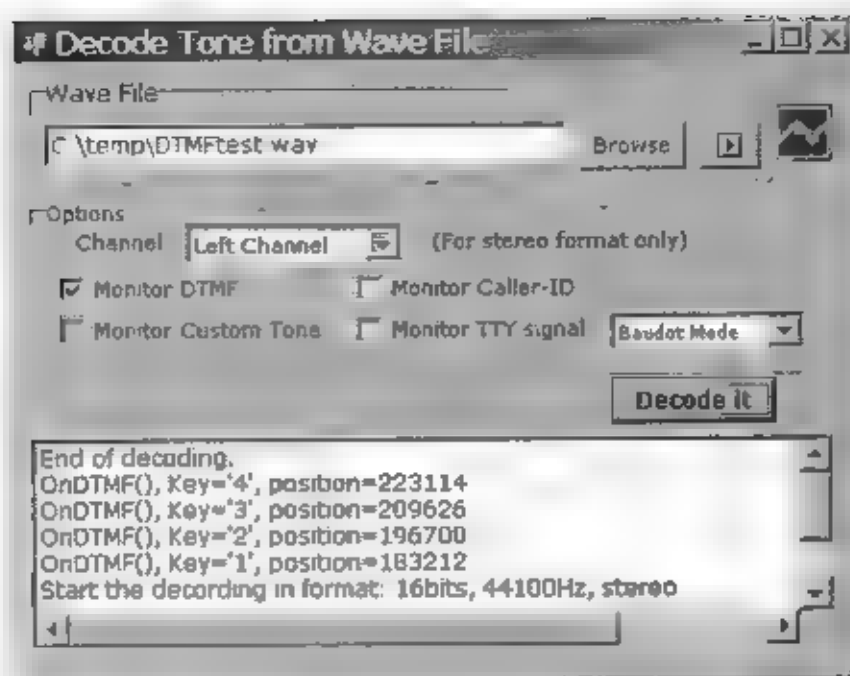 Decode Tone from Wave File
Wave File
C \temp\DTMFtest wav
Browse
Options
Channel Left Channel (For stereo format only)
Monitor DTMF Monitor Caller-ID
Monitor Custom Tone Monitor TTY signal Baudot Mode
Decode it
End of decoding.
OnDTMF(), Key='4', position=223114
OnDTMF(), Key='3', position=209626
OnDTMF(), Key='2', position=196700
OnDTMF(), Key='1', position=183212
Start the decording in format: 16bits, 44100Hz, stereo